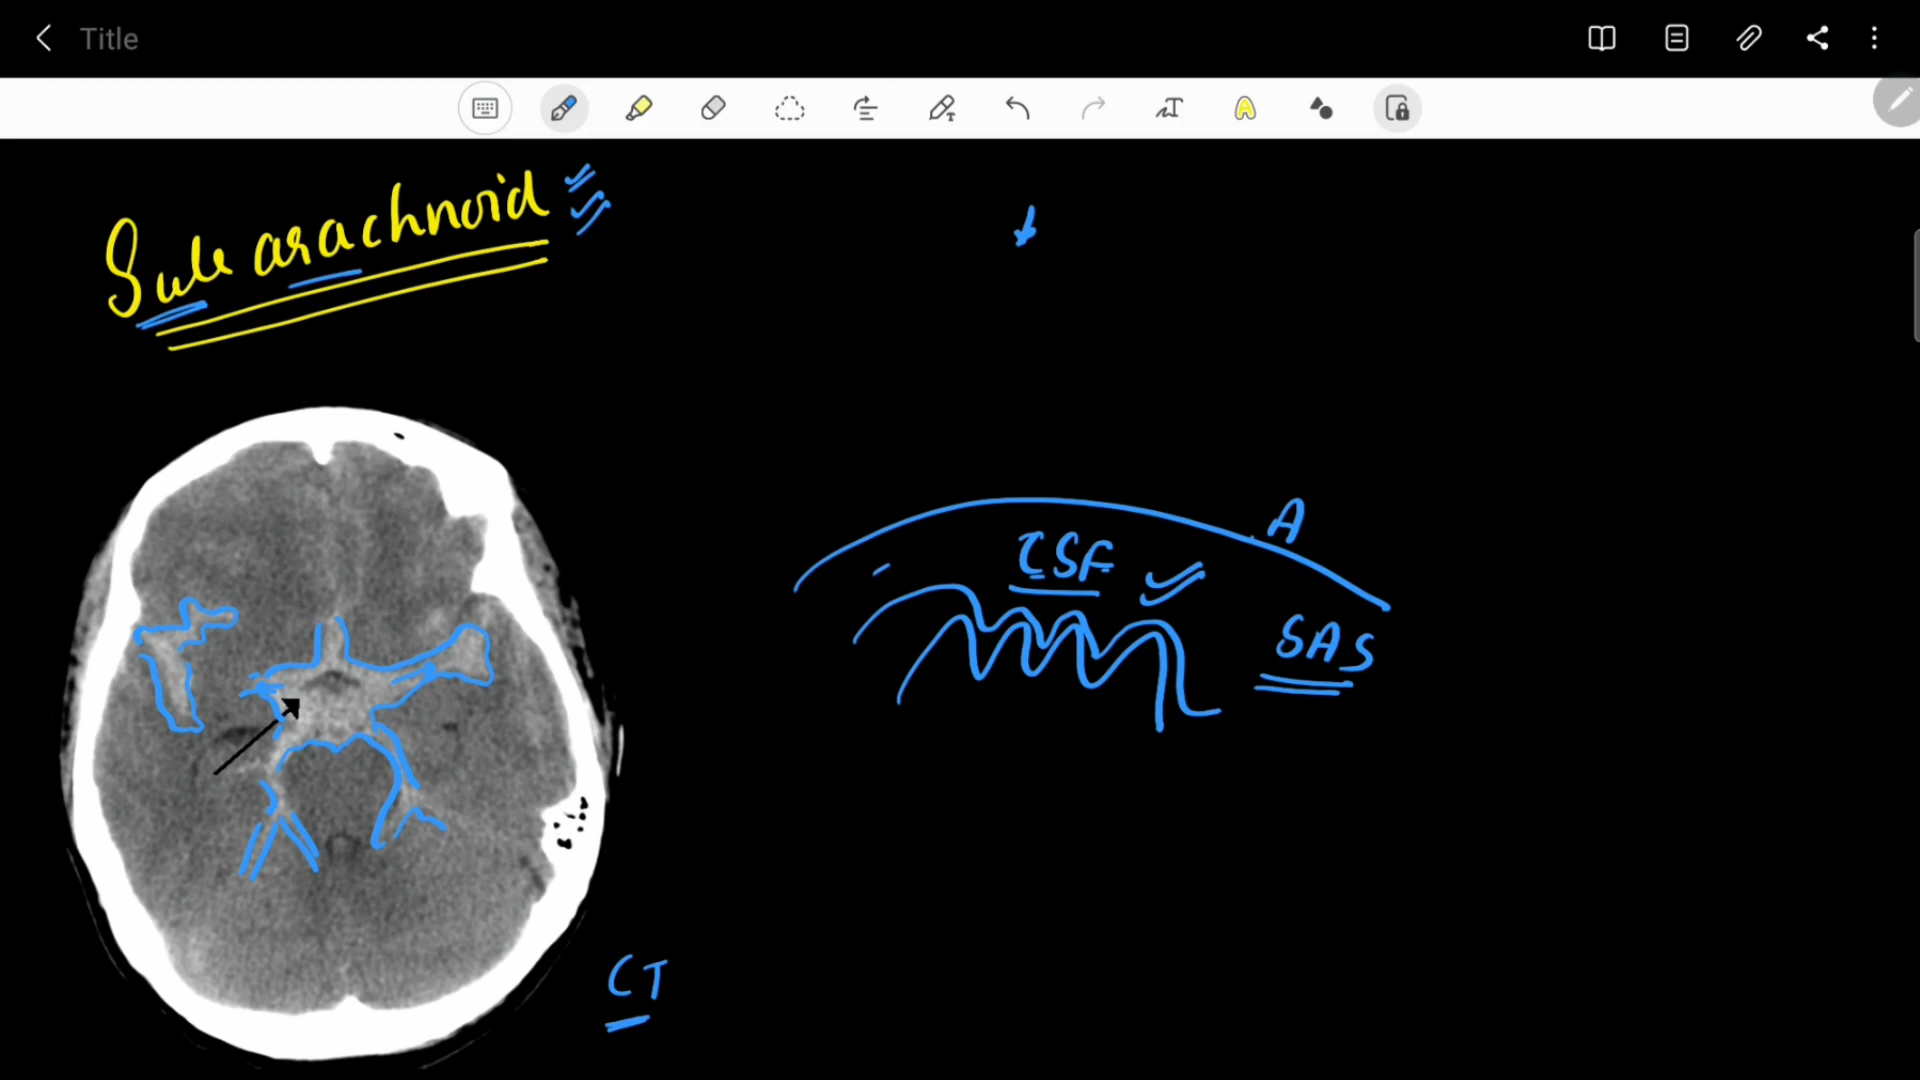 Title
Sub arachnoid
A
CSF
SAS
CT